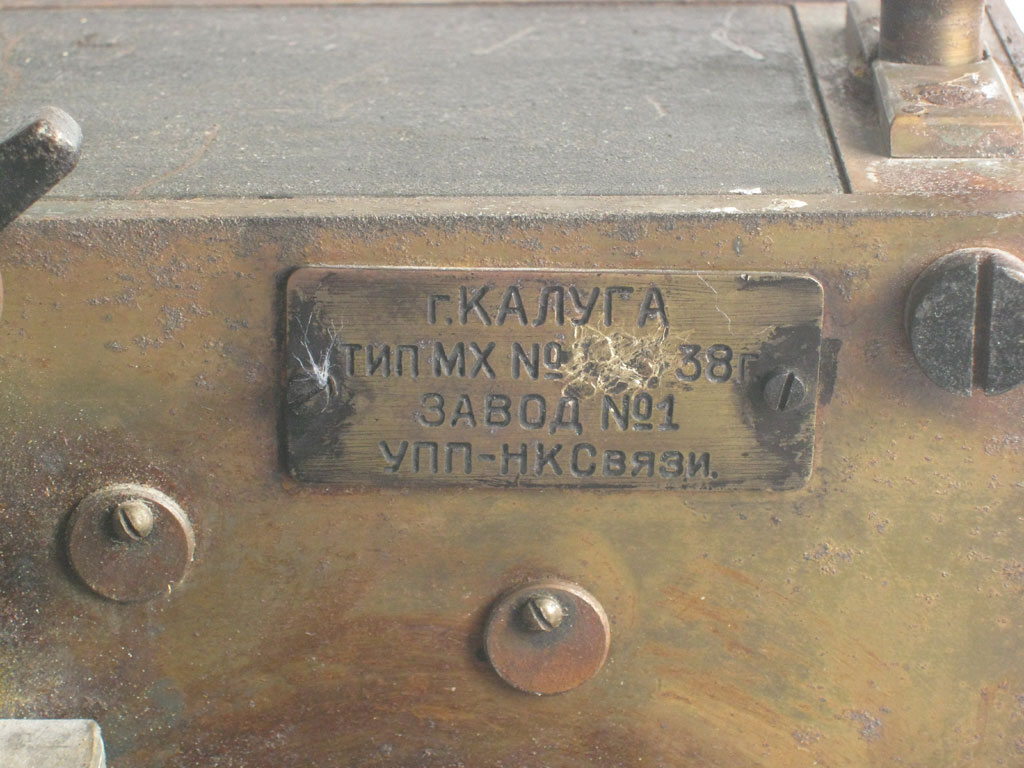 г. КАЛУГА
ТИП МХ № 38г
ЗАВОД №1
УПП-НКСвязи.